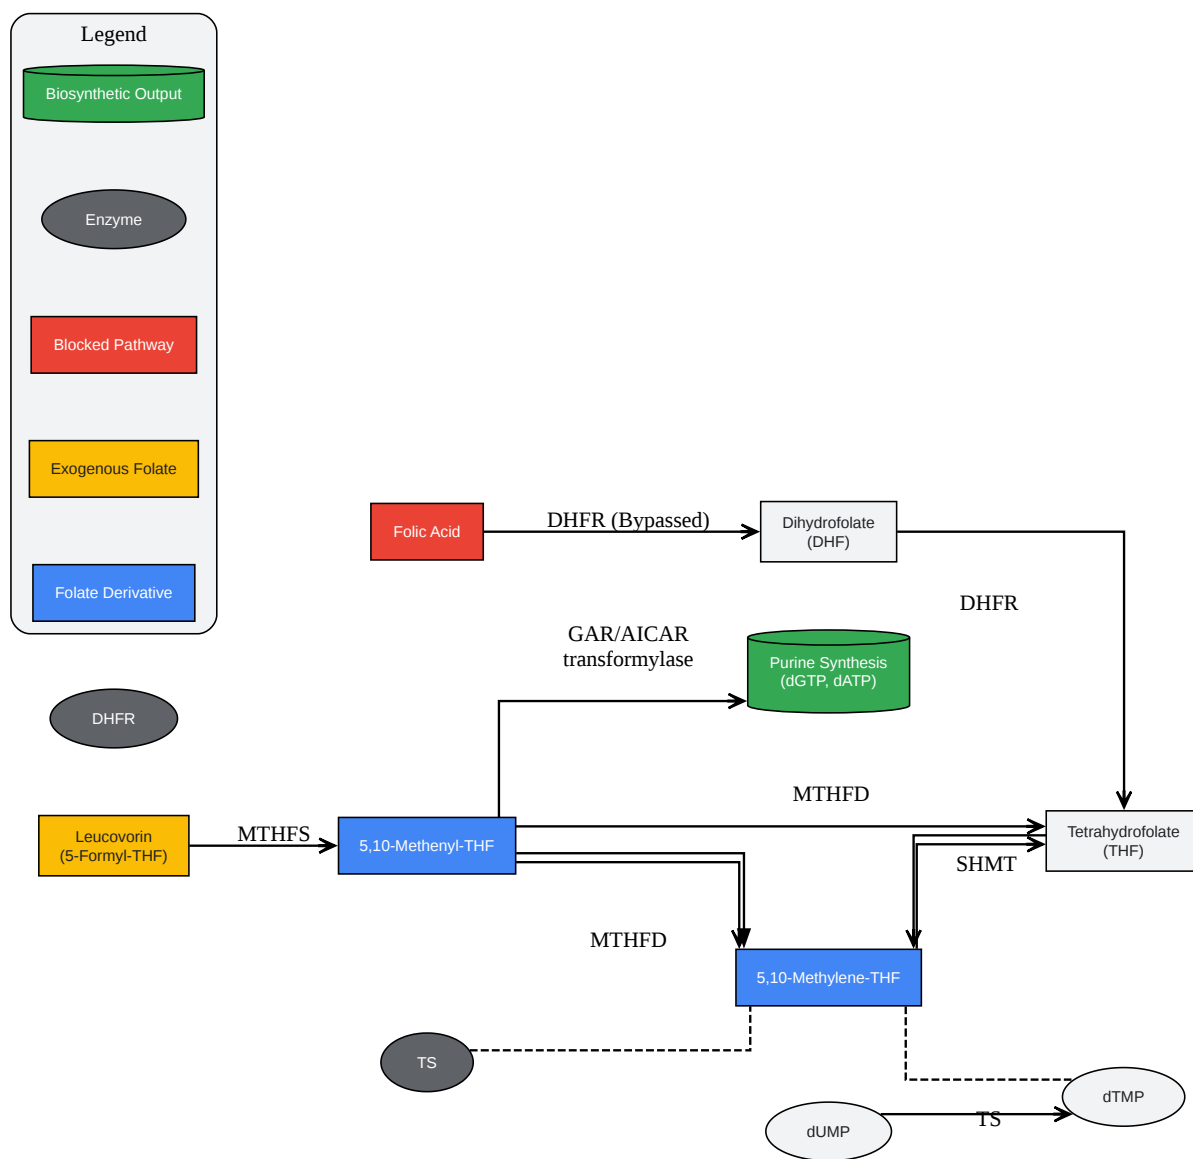 Legend
Biosynthetic Output
Enzyme
Blocked Pathway
Exogenous Folate
Folate Derivative
Folic Acid
DHFR (Bypassed)
Dihydrofolate
(DHF)
DHFR
GAR/AICAR
transformylase
Purine Synthesis
(dGTP, dATP)
DHFR
Leucovorin
(5-Formyl-THF)
MTHFS
5,10-Methenyl-THF
MTHFD
Tetrahydrofolate
(THF)
SHMT
MTHFD
5,10-Methylene-THF
TS
dUMP
TS
dTMP